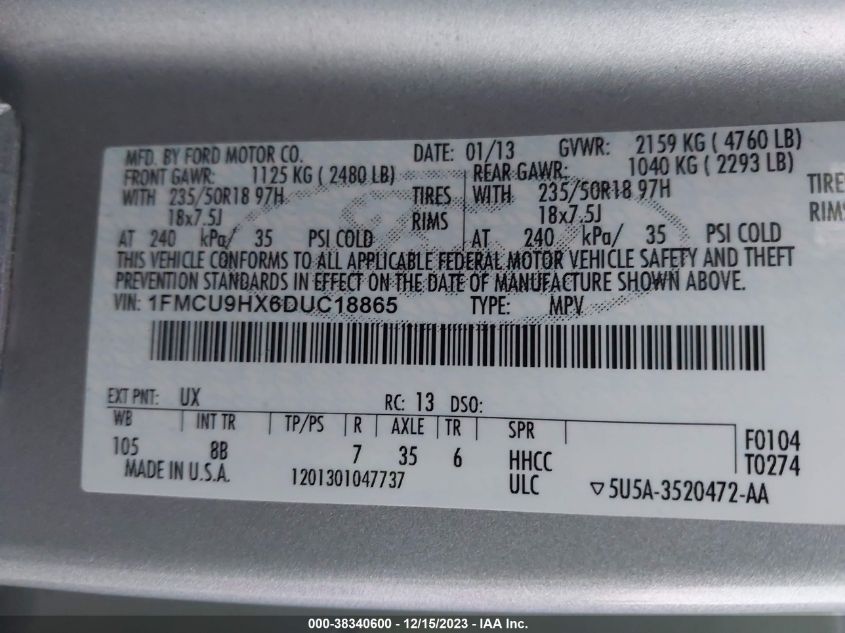 MFD. BY FORD MOTOR CO. DATE: 01/13 GVWR: 2159 KG ( 4760 LB)
FRONT GAWR: 1125 KG ( 2480 LB) REAR GAWR: 1040 KG ( 2293 LB)
WITH 235/50R18 97H TIRES WITH 235/50R18 97H TIRE
18x7.5J RIMS 18x7.5J RIMS
AT 240 kPa/ 35 PSI COLD AT 240 kPa/ 35 PSI COLD
THIS VEHICLE CONFORMS TO ALL APPLICABLE FEDERAL MOTOR VEHICLE SAFETY AND THEFT
PREVENTION STANDARDS IN EFFECT ON THE DATE OF MANUFACTURE SHOWN ABOVE.
VIN: 1FMCU9HX6DUC18865 TYPE: MPV
EXT PNT: UX RC: 13 DSO:
WB INT TR TP/PS R AXLE TR SPR F0104
105 8B 7 35 6 HHCC T0274
MADE IN U.S.A. 1201301047737 ULC ▽5U5A-3520472-AA
000-38340600 - 12/15/2023 - IAA Inc.